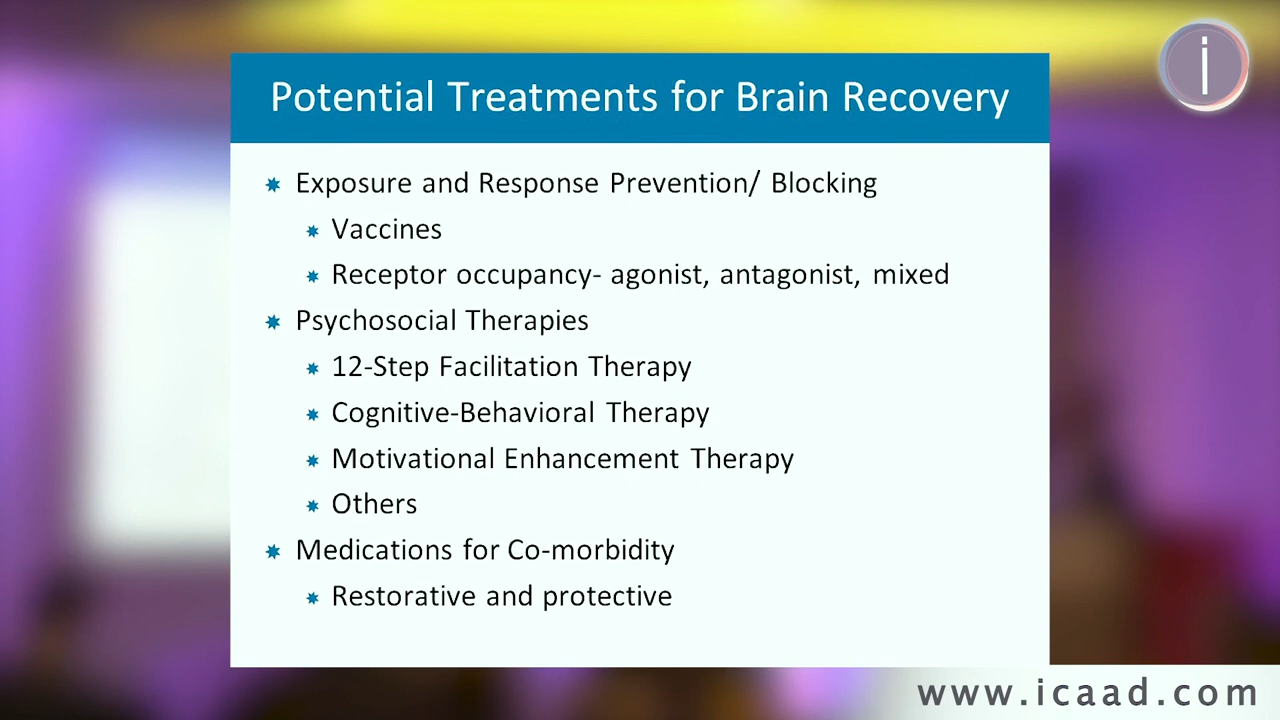 i
Potential Treatments for Brain Recovery
Exposure and Response Prevention/ Blocking
Vaccines
Receptor occupancy- agonist, antagonist, mixed
Psychosocial Therapies
12-Step Facilitation Therapy
Cognitive-Behavioral Therapy
Motivational Enhancement Therapy
Others
Medications for Co-morbidity
Restorative and protective
www.icaad.com